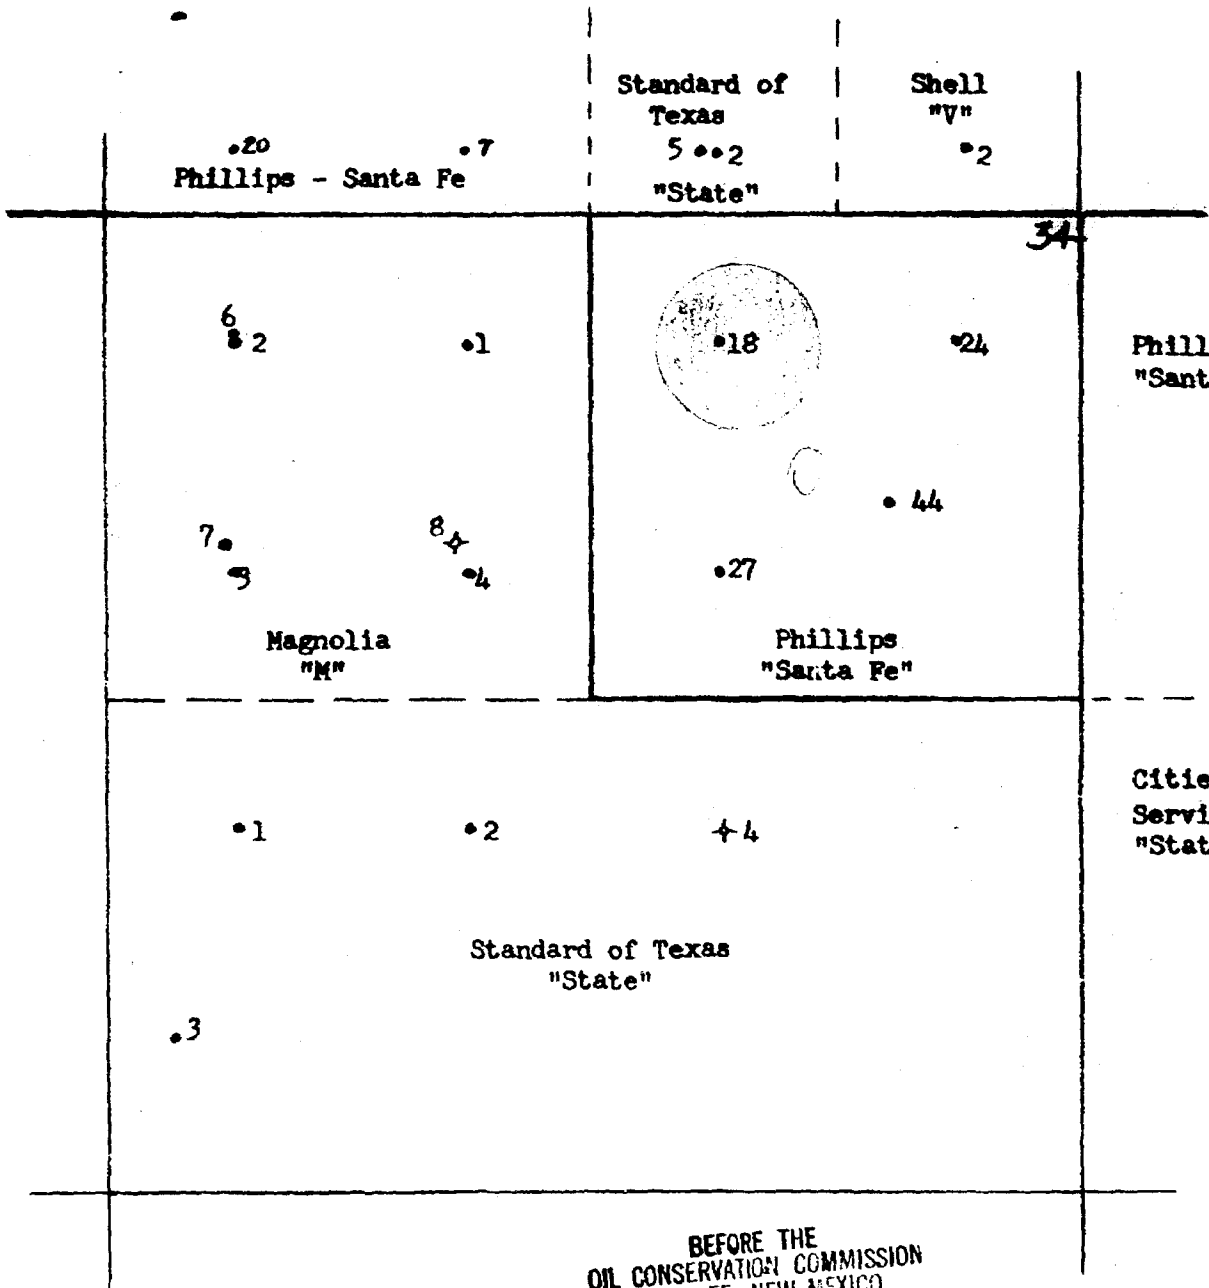 Standard of
Texas
5 2
"State"
Shell
"V"
2
20 7
Phillips - Santa Fe
34
6
2 1
18 24
Phill
"Sant
44
7 8
4
27
Magnolia
"M"
Phillips
"Santa Fe"
Citie
Servi
"Stat
1 2 4
Standard of Texas
"State"
3
BEFORE THE
OIL CONSERVATION COMMISSION
NEW MEXICO